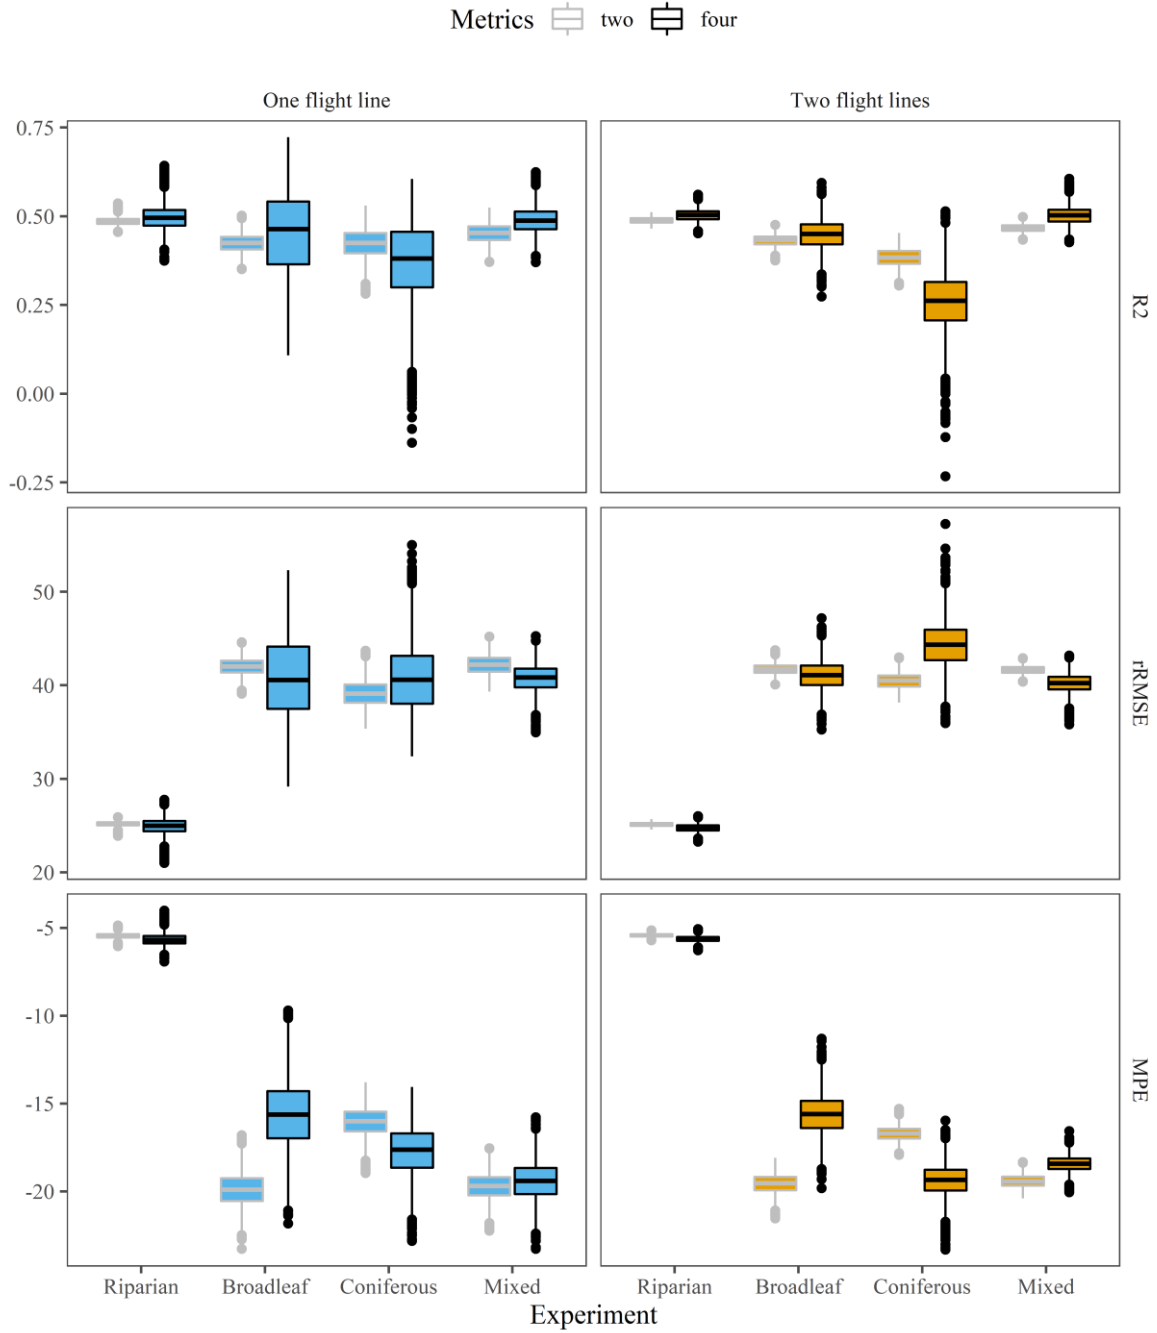 Metrics two four
One flight line
Two flight lines
0.75
0.50
0.25
0.00
-0.25
R2
50
40
30
20
rRMSE
-5
-10
-15
-20
MPE
Riparian Broadleaf Coniferous Mixed
Riparian Broadleaf Coniferous Mixed
Experiment